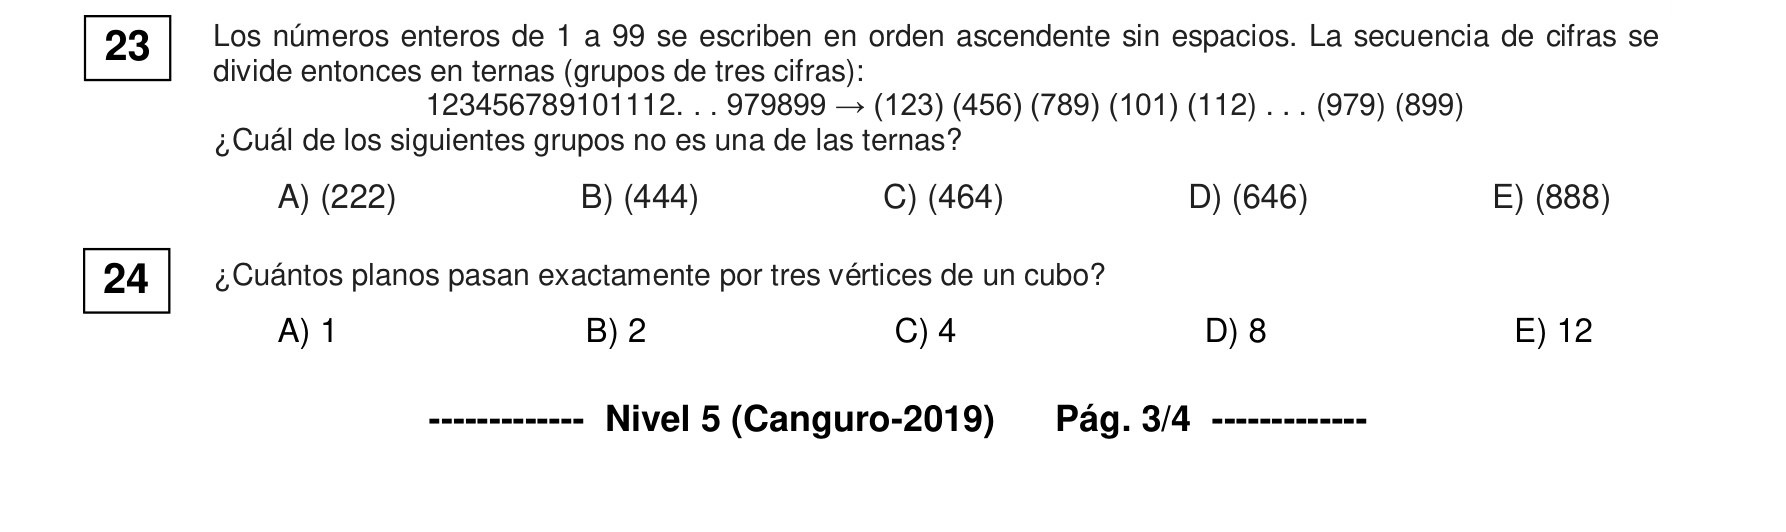 23
Los números enteros de 1 a 99 se escriben en orden ascendente sin espacios. La secuencia de cifras se
divide entonces en ternas (grupos de tres cifras):
123456789101112. . . 979899 → (123) (456) (789) (101) (112) . . . (979) (899)
¿Cuál de los siguientes grupos no es una de las ternas?
A) (222) B) (444) C) (464) D) (646) E) (888)
24
¿Cuántos planos pasan exactamente por tres vértices de un cubo?
A) 1 B) 2 C) 4 D) 8 E) 12
------------- Nivel 5 (Canguro-2019) Pág. 3/4 -------------